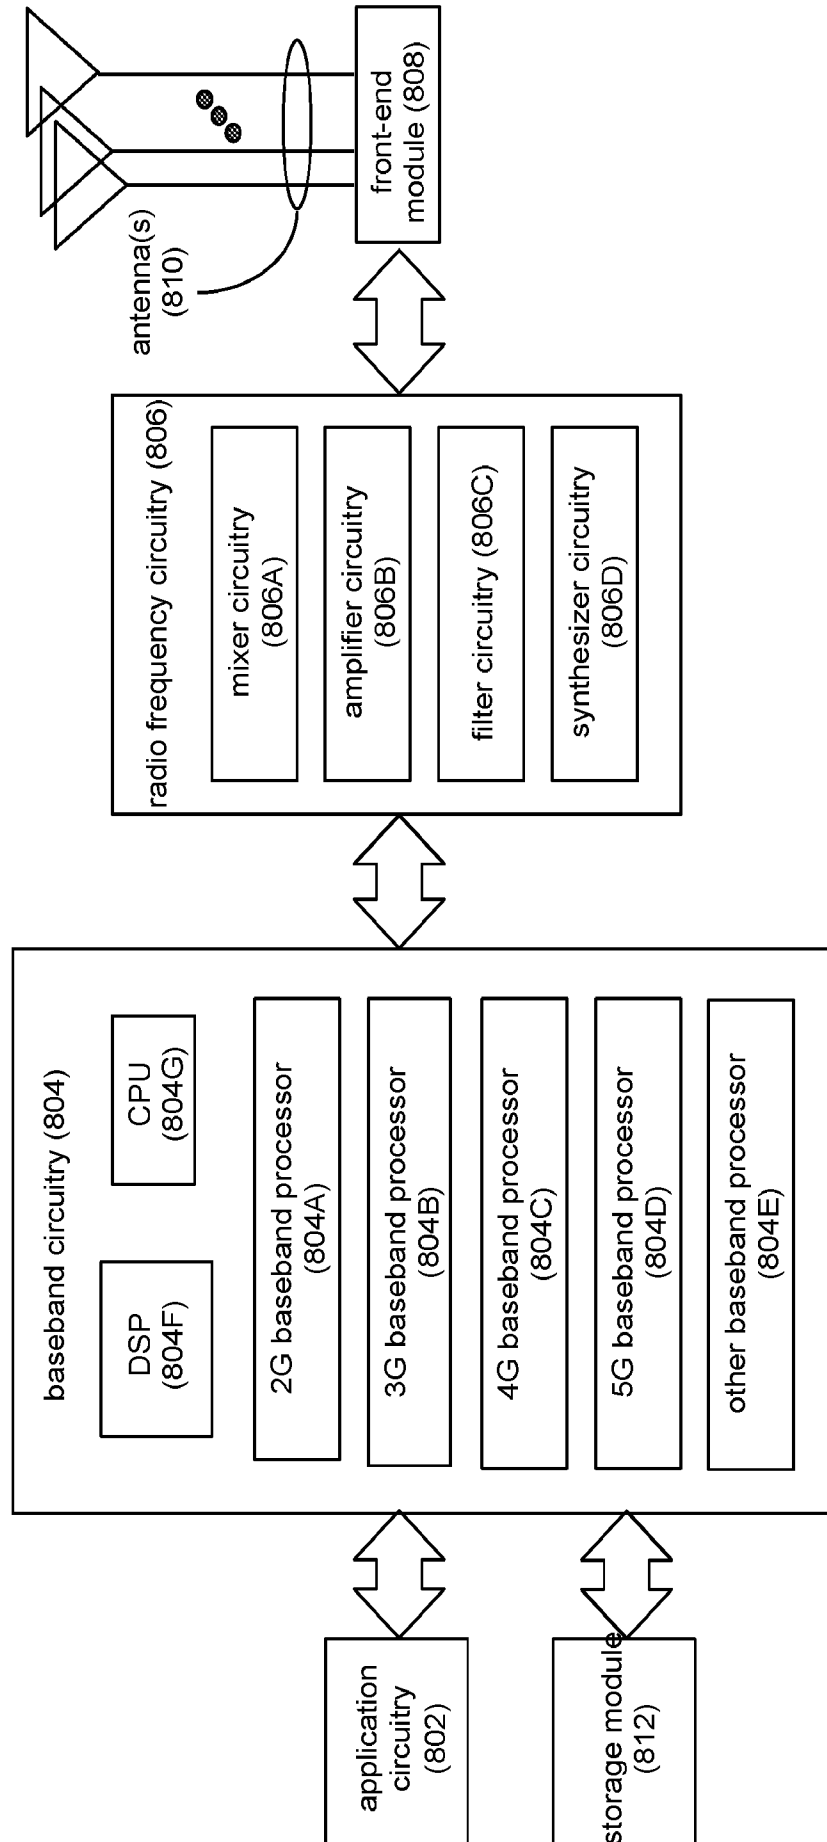 application
circuitry
(802)
storage module
(812)
baseband circuitry (804)
DSP
(804F)
CPU
(804G)
2G baseband processor
(804A)
3G baseband processor
(804B)
4G baseband processor
(804C)
5G baseband processor
(804D)
other baseband processor
(804E)
radio frequency circuitry (806)
mixer circuitry
(806A)
amplifier circuitry
(806B)
filter circuitry (806C)
synthesizer circuitry
(806D)
antenna(s)
(810)
front-end
module (808)